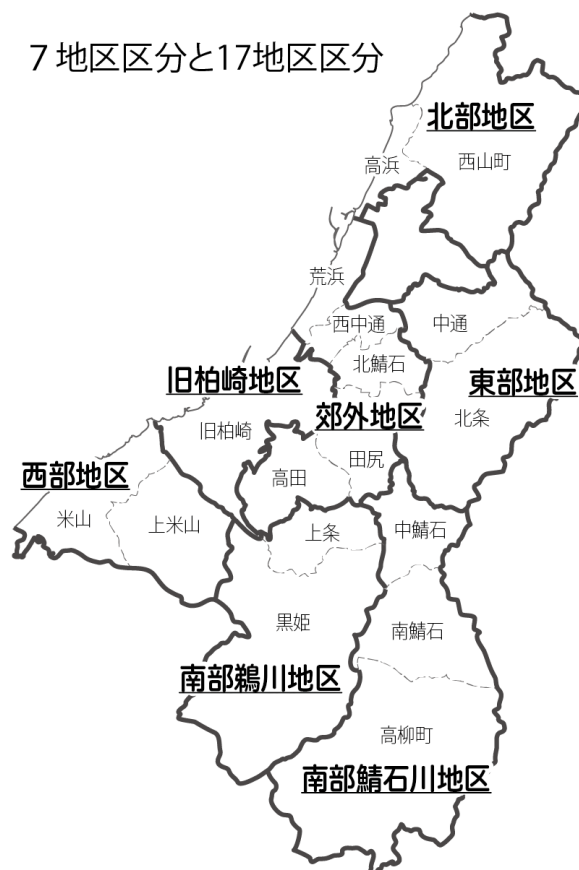 ７地区区分と17地区区分
北部地区
高浜
西山町
荒浜
西中通
中通
北鯖石
旧柏崎地区
東部地区
郊外地区
旧柏崎
北条
田尻
西部地区
高田
米山
上米山
上条
中鯖石
黒姫
南鯖石
南部鵜川地区
高柳町
南部鯖石川地区